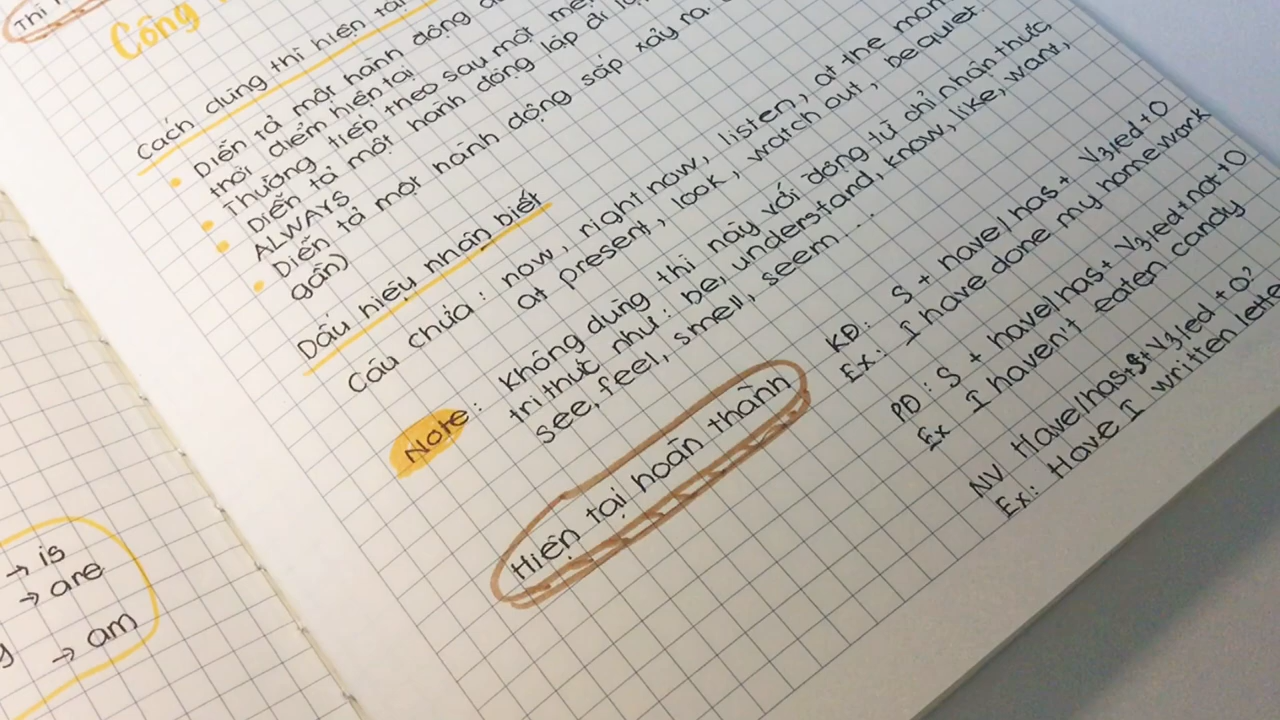 Thì
Công
Cách dùng thì hiện tại
• Diễn tả một hành động
thời điểm hiện tại
• Thường tiếp theo sau một
• Diễn tả một hành động lặp đi
ALWAYS
• Diễn tả một hành động sắp xảy ra.
gần)
Dấu hiệu nhận biết
Câu chứa: now, right now, listen, at the
at present, look, watch out, be quiet
Note: Không dùng thì này với động từ chỉ nhận thức,
tri thức như: be, understand, know, like, want,
see, feel, smell, seem...
Hiện tại hoàn thành
KĐ: S + have/has + V3/ed + O
Ex: I have done my homework
PĐ: S + have/has + V3/ed + not + O
Ex I haven't eaten candy
NV Have/has+S+V3/ed + O?
Ex: Have I written
→ is
→ are
→ am